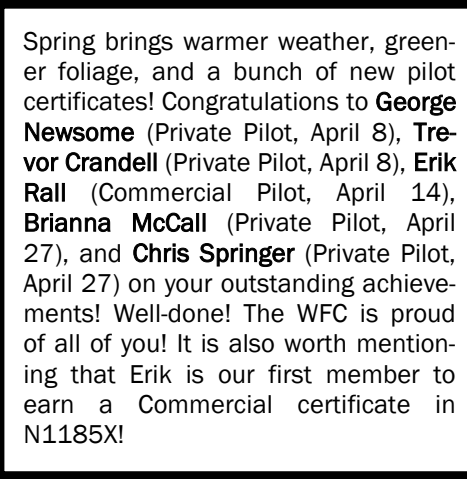 Spring brings warmer weather, green-
er foliage, and a bunch of new pilot
certificates! Congratulations to George
Newsome (Private Pilot, April 8), Tre-
vor Crandell (Private Pilot, April 8), Erik
Rall (Commercial Pilot, April 14),
Brianna McCall (Private Pilot, April
27), and Chris Springer (Private Pilot,
April 27) on your outstanding achieve-
ments! Well-done! The WFC is proud
of all of you! It is also worth mention-
ing that Erik is our first member to
earn a Commercial certificate in
N1185X!